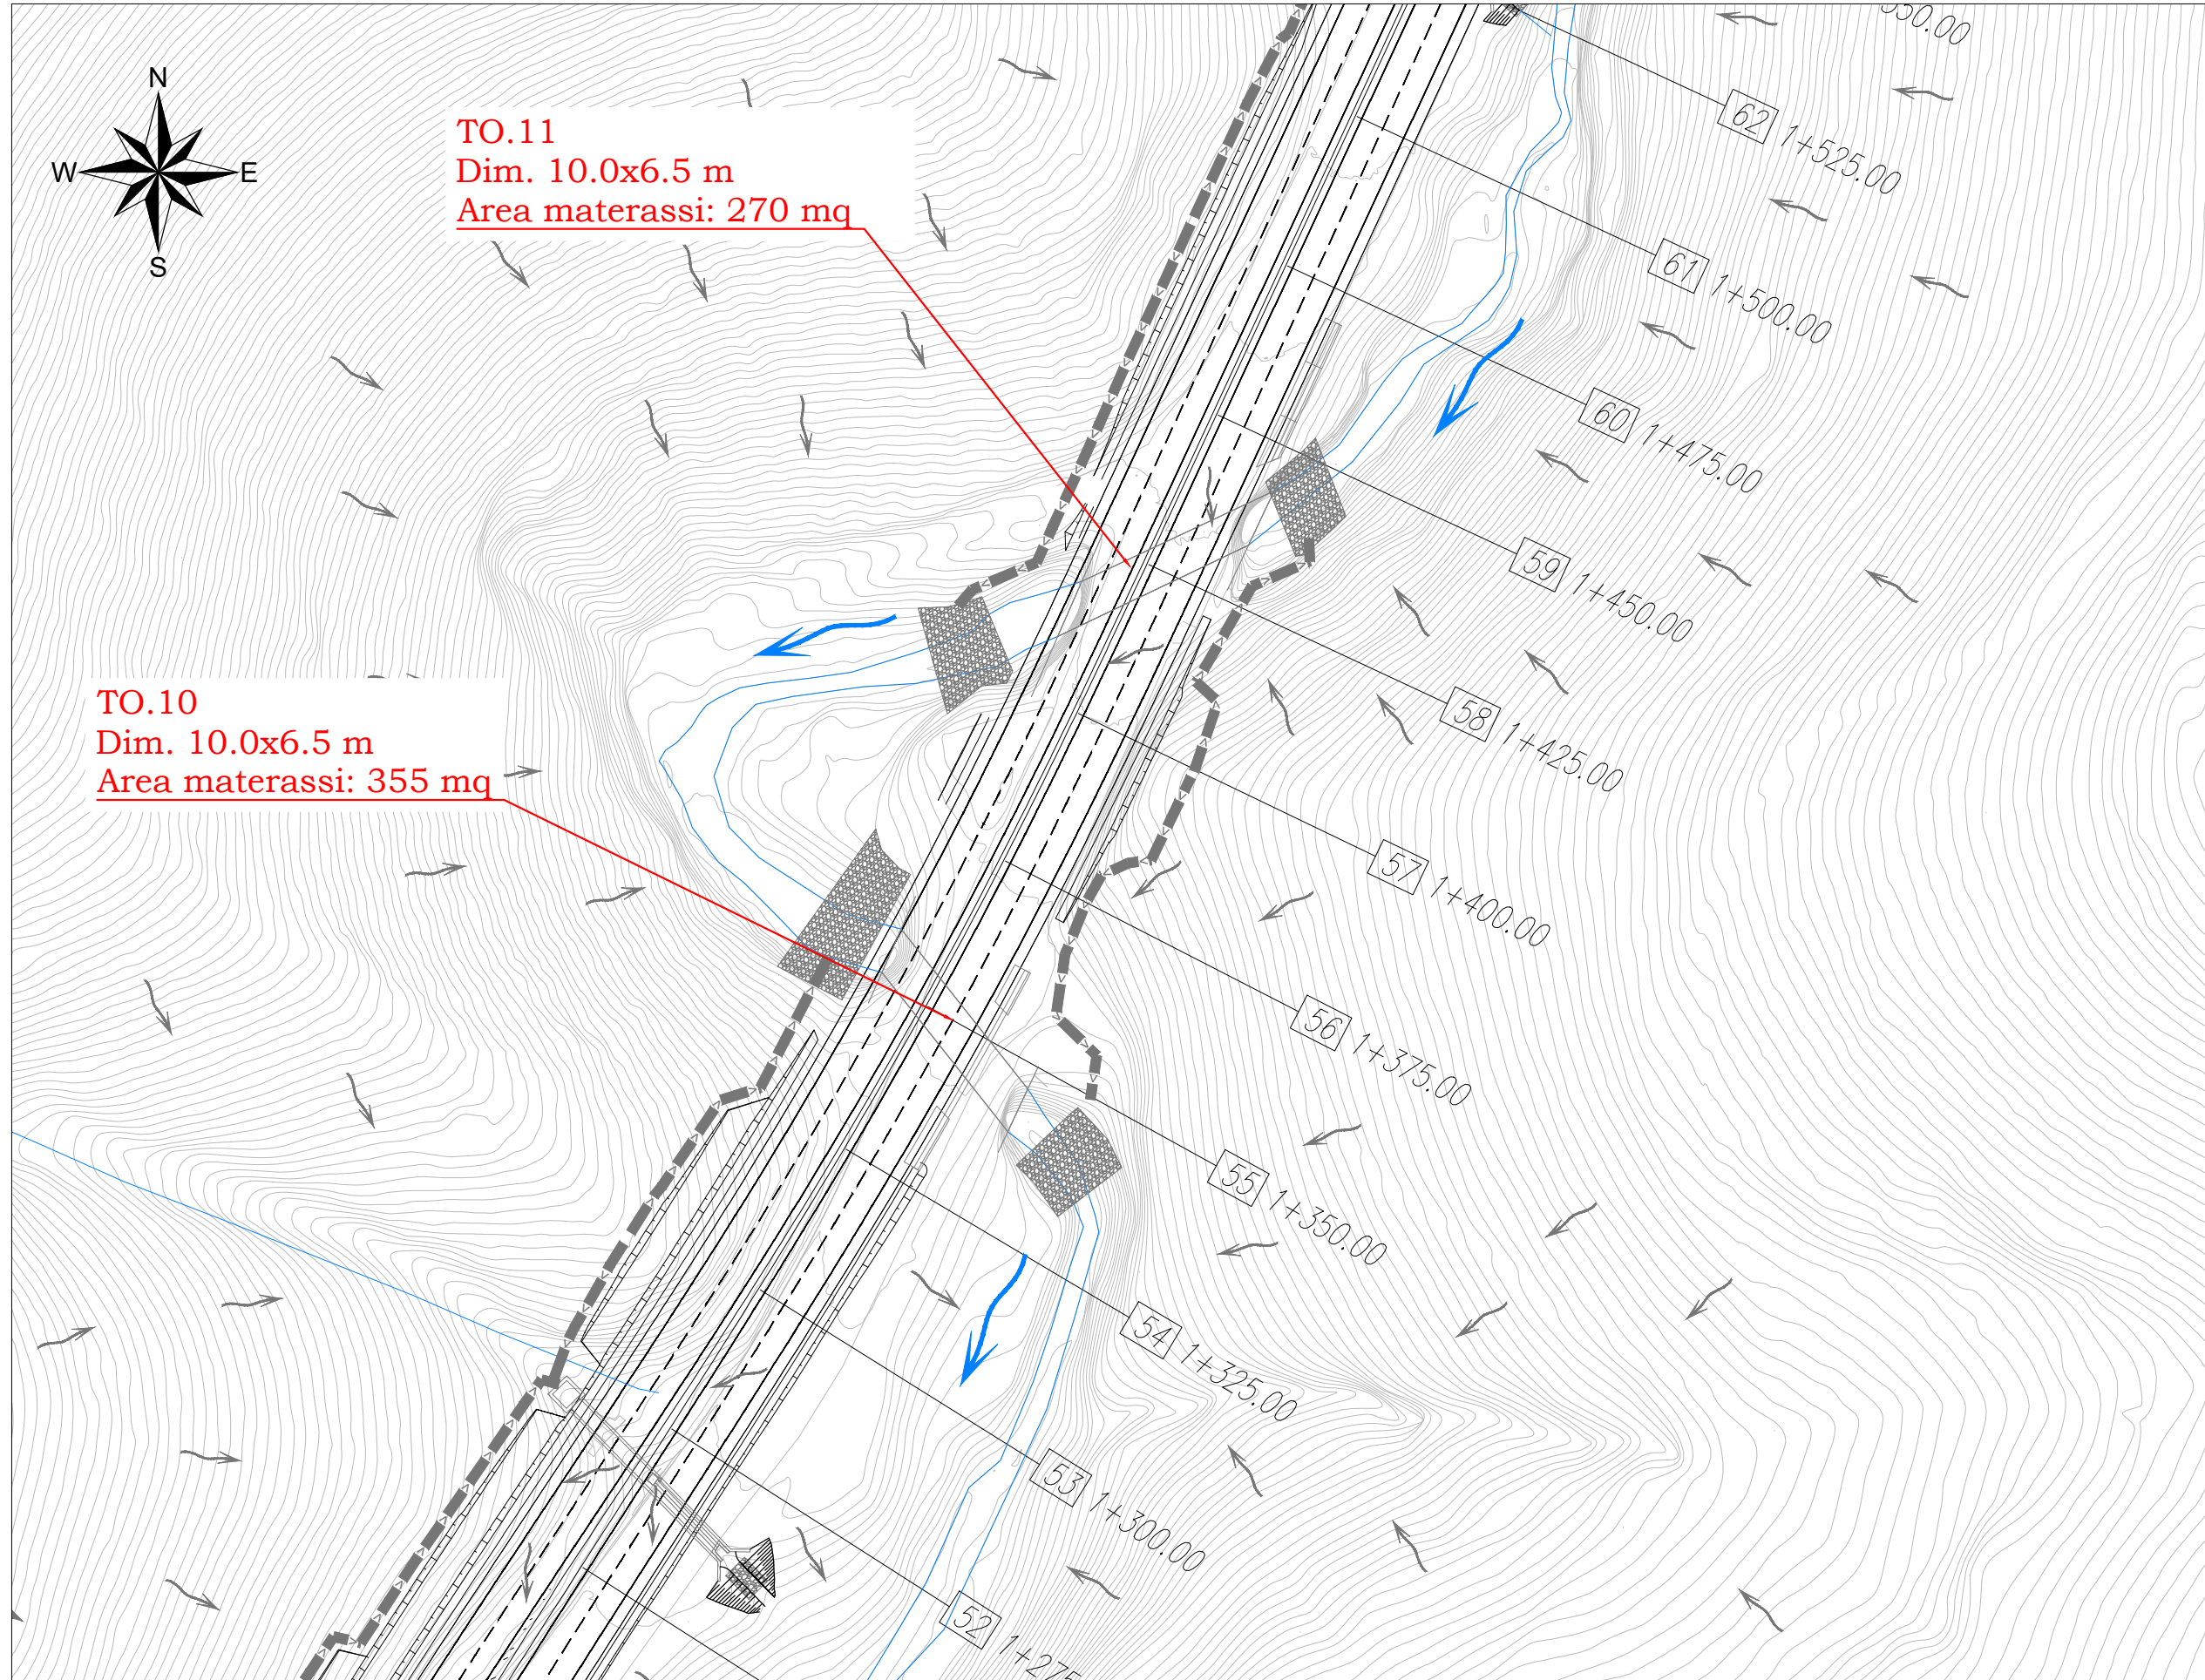 N
W
E
S
TO.11
Dim. 10.0x6.5 m
Area materassi: 270 mq
TO.10
Dim. 10.0x6.5 m
Area materassi: 355 mq
62 1+525.00
61 1+500.00
60 1+475.00
59 1+450.00
58 1+425.00
57 1+400.00
56 1+375.00
55 1+350.00
54 1+325.00
53 1+300.00
52 1+275